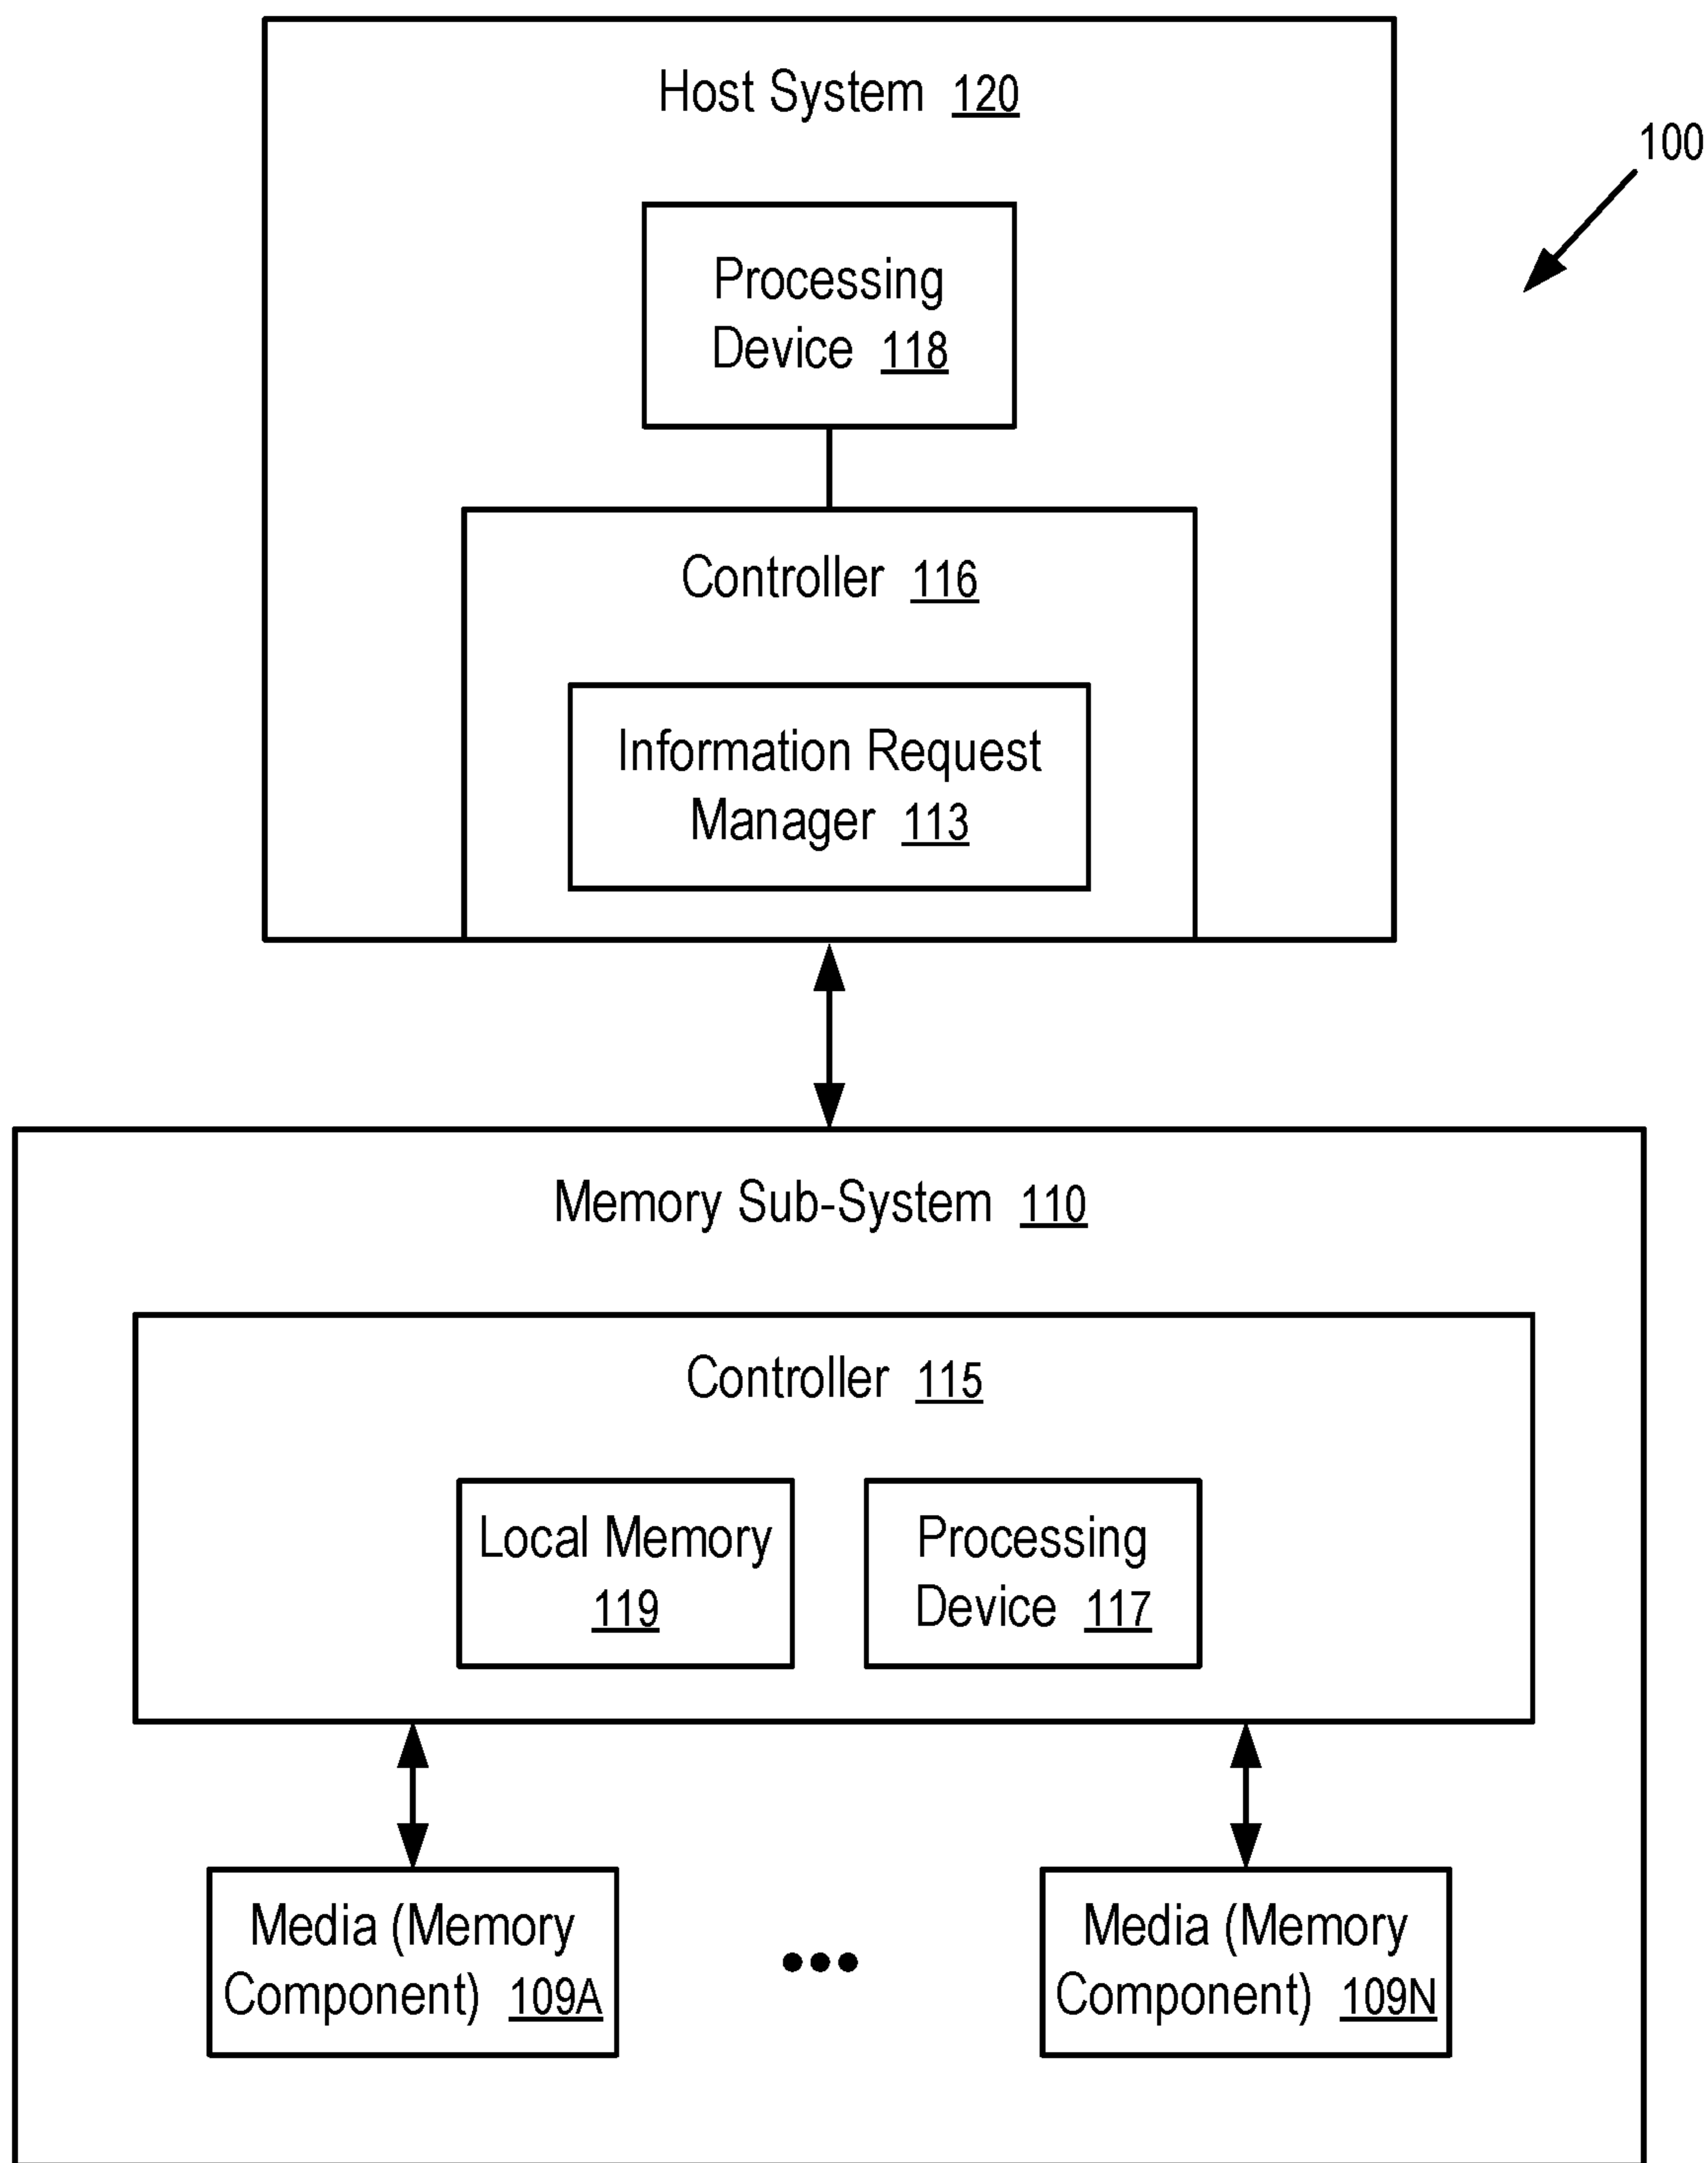 Host System 120
100
Processing
Device 118
Controller 116
Information Request
Manager 113
Memory Sub-System 110
Controller 115
Local Memory
119
Processing
Device 117
Media (Memory
Component) 109A
Media (Memory
Component) 109N